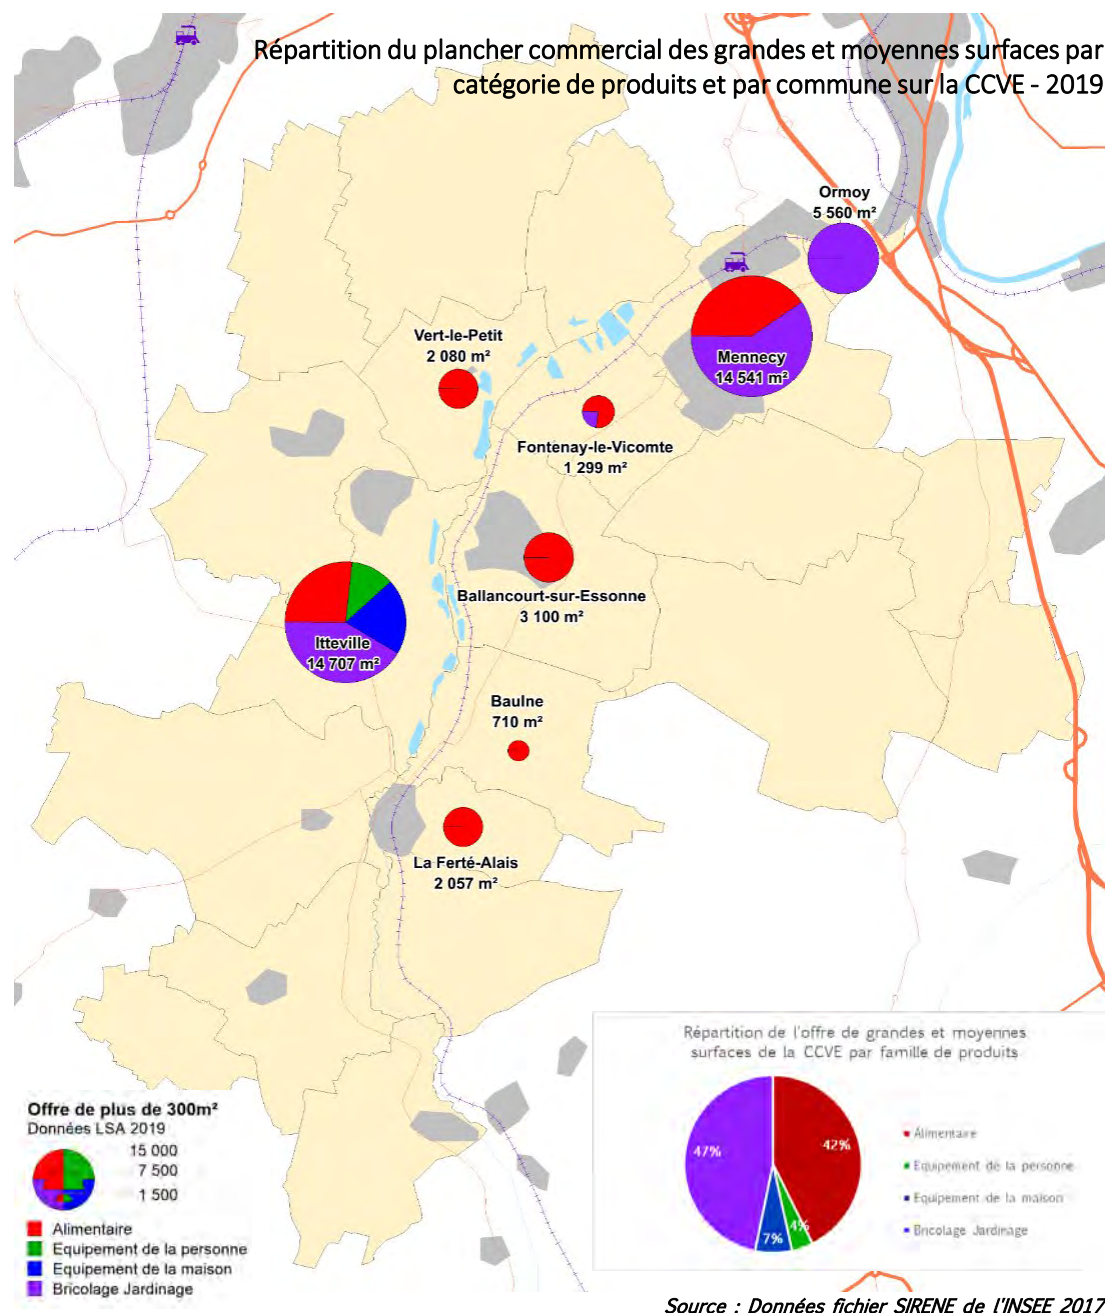 Répartition du plancher commercial des grandes et moyennes surfaces par
catégorie de produits et par commune sur la CCVE - 2019
Ormoy
5 560 m²
Vert-le-Petit
2 080 m²
Mennecy
14 541 m²
Fontenay-le-Vicomte
1 299 m²
Ballancourt-sur-Essonne
3 100 m²
Itteville
14 707 m²
Baulne
710 m²
La Ferté-Alais
2 057 m²
Offre de plus de 300m²
Données LSA 2019
15 000
7 500
1 500
Alimentaire
Equipement de la personne
Equipement de la maison
Bricolage Jardinage
Répartition de l'offre de grandes et moyennes
surfaces de la CCVE par famille de produits
47%
42%
4%
7%
Alimentaire
Equipement de la personne
Equipement de la maison
Bricolage Jardinage
Source : Données fichier SIRENE de l'INSEE 2017